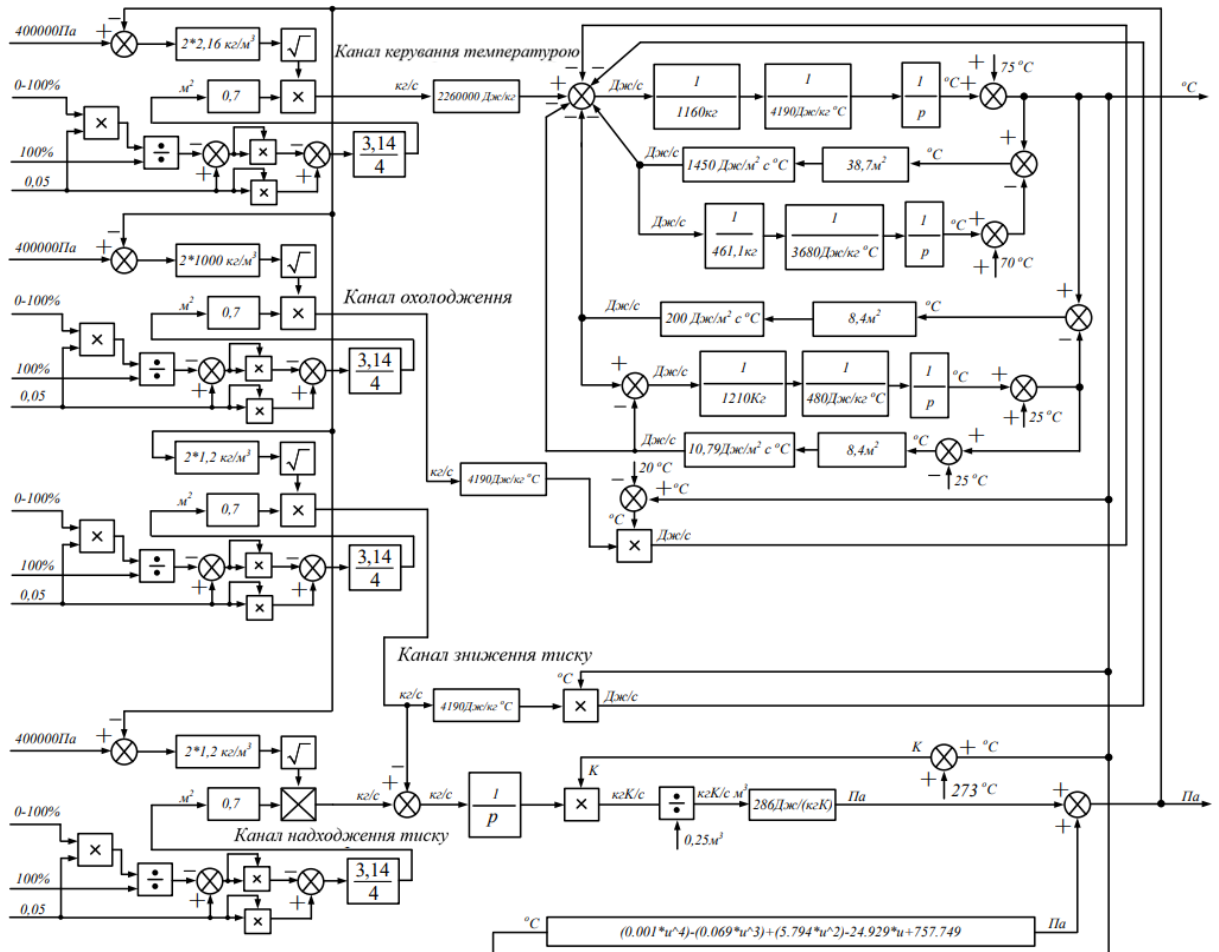 400000Па
2*2,16 кг/м³
√
Канал керування температурою
0-100%
м²
0,7
×
кг/с
2260000 Дж/кг
Дж/с
1
1160кг
1
4190Дж/кг °С
1
р
°С
75 °С
°С
×
100%
÷
×
3,14
4
0,05
×
Дж/с
1450 Дж/м² с °С
38,7м²
°С
Дж/с
1
461,1кг
1
3680Дж/кг °С
1
р
°С
70 °С
400000Па
2*1000 кг/м³
√
0-100%
м²
0,7
×
Канал охолодження
×
100%
÷
×
3,14
4
0,05
×
Дж/с
200 Дж/м² с °С
8,4м²
°С
Дж/с
1
1210Кг
1
480Дж/кг °С
1
р
°С
25 °С
Дж/с
10,79Дж/м² с °С
8,4м²
°С
25 °С
2*1,2 кг/м³
√
кг/с
4190Дж/кг °С
20 °С
°С
°С
×
Дж/с
0-100%
м²
0,7
×
×
100%
÷
×
3,14
4
0,05
×
Канал зниження тиску
кг/с
4190Дж/кг °С
°С
×
Дж/с
400000Па
2*1,2 кг/м³
√
0-100%
м²
0,7
кг/с
кг/с
1
р
К
×
кгК/с
÷
0,25м³
кгК/с м³
286Дж/(кгК)
Па
К
°С
273 °С
Па
×
Канал надходження тиску
100%
÷
×
3,14
4
0,05
×
°С
(0.001*u^4)-(0.069*u^3)+(5.794*u^2)-24.929*u+757.749
Па